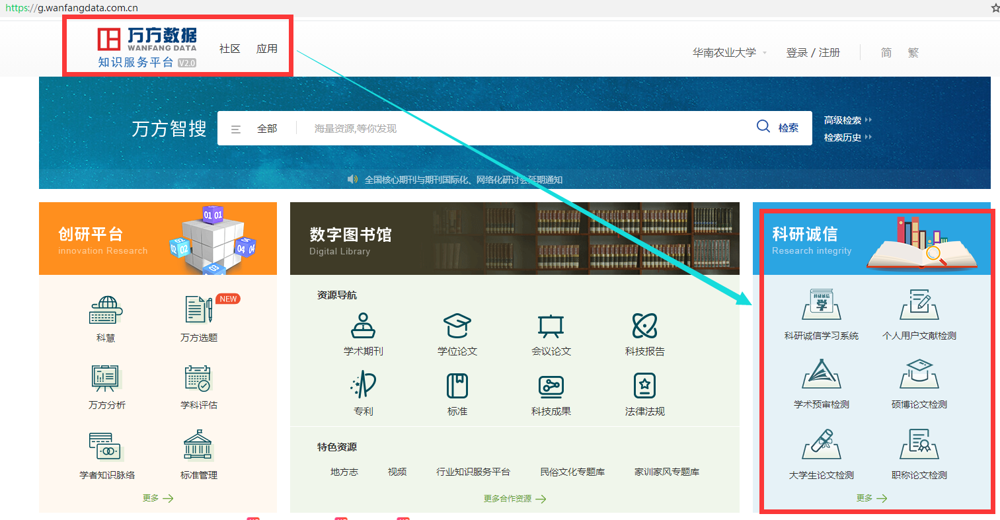 https://g.wanfangdata.com.cn
万方数据
WANFANG DATA
知识服务平台 V2.0
社区 应用
华南农业大学 登录 / 注册 简 繁
万方智搜
全部 海量资源,等你发现 检索
高级检索
检索历史
全国核心期刊与期刊国际化、网络化研讨会延期通知
创研平台
innovation Research
01 01
02 02
04 04
03
科慧 万方选题 NEW
万方分析 学科评估
学者知识脉络 标准管理
更多
数字图书馆
Digital Library
资源导航
学术期刊 学位论文 会议论文 科技报告
专利 标准 科技成果 法律法规
特色资源
地方志 视频 行业知识服务平台 民俗文化专题库 家训家风专题库
更多合作资源
科研诚信
Research integrity
科研诚信
学
科研诚信学习系统 个人用户文献检测
学术预审检测 硕博论文检测
大学生论文检测 职称论文检测
更多